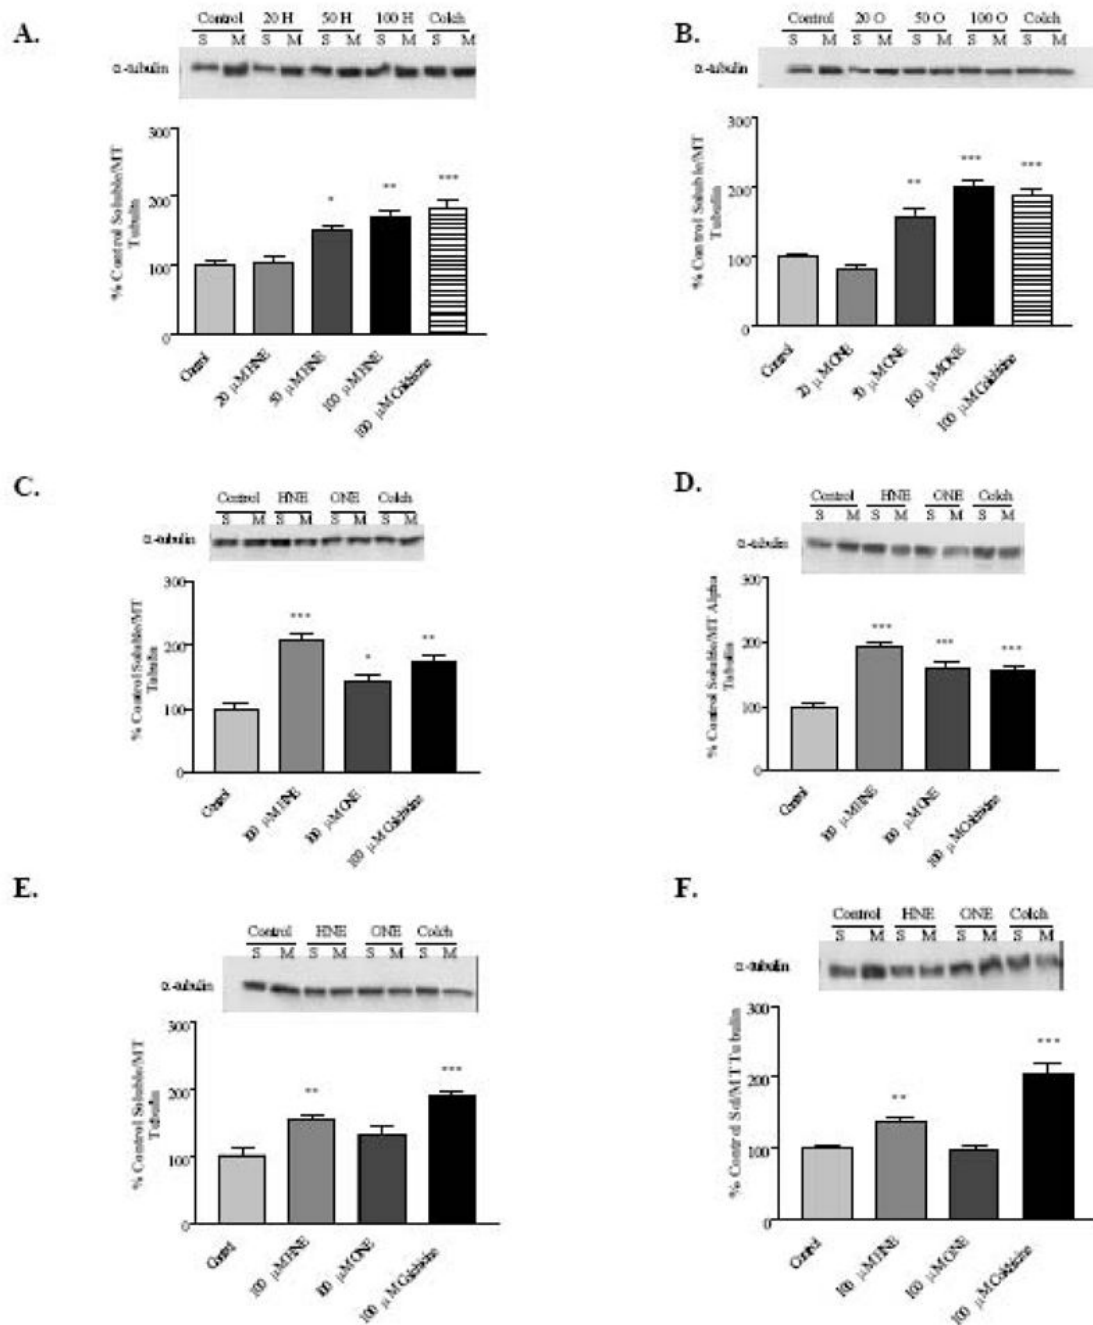 A.
Control 20 H 50 H 100 H Colch
S M S M S M S M S M
α-tubulin
% Control Soluble/MT
Tubulin
300
200
100
0
*
**
***
Control
20 μM HNE
50 μM HNE
100 μM HNE
100 μM Colchicine
B.
Control 20 O 50 O 100 O Colch
S M S M S M S M S M
α-tubulin
% Control Soluble/MT
Tubulin
300
200
100
0
**
***
***
Control
20 μM ONE
50 μM ONE
100 μM ONE
100 μM Colchicine
C.
Control HNE ONE Colch
S M S M S M S M
α-tubulin
% Control Soluble/MT
Tubulin
300
200
100
0
***
*
**
Control
100 μM HNE
100 μM ONE
100 μM Colchicine
D.
Control HNE ONE Colch
S M S M S M S M
α-tubulin
% Control Soluble/MT Alpha
Tubulin
300
200
100
0
***
***
***
Control
100 μM HNE
100 μM ONE
100 μM Colchicine
E.
Control HNE ONE Colch
S M S M S M S M
α-tubulin
% Control Soluble/MT
Tubulin
300
200
100
0
**
***
Control
100 μM HNE
100 μM ONE
100 μM Colchicine
F.
Control HNE ONE Colch
S M S M S M S M
α-tubulin
% Control Sol/MT Tubulin
300
200
100
0
**
***
Control
100 μM HNE
100 μM ONE
100 μM Colchicine